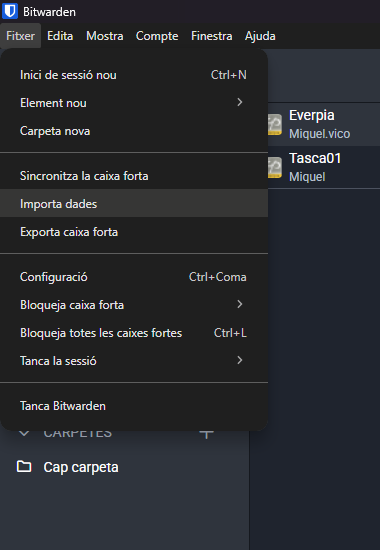 Bitwarden
Fitxer Edita Mostra Compte Finestra Ajuda
Inici de sessió nou Ctrl+N
Element nou
Carpeta nova
Sincronitza la caixa forta
Importa dades
Exporta caixa forta
Configuració Ctrl+Coma
Bloqueja caixa forta
Bloqueja totes les caixes fortes Ctrl+L
Tanca la sessió
Tanca Bitwarden
Everpia
Miquel.vico
Tasca01
Miquel
CARPETES
Cap carpeta